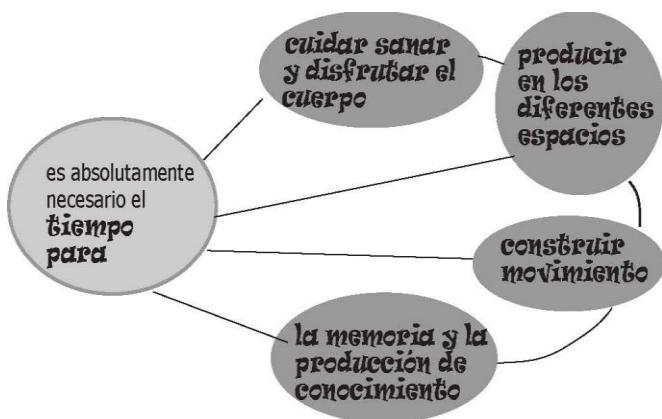 es absolutamente
necesario el
tiempo
para
cuidar sanar
y disfrutar el
cuerpo
producir
en los
diferentes
espacios
construir
movimiento
la memoria y la
producción de
conocimiento